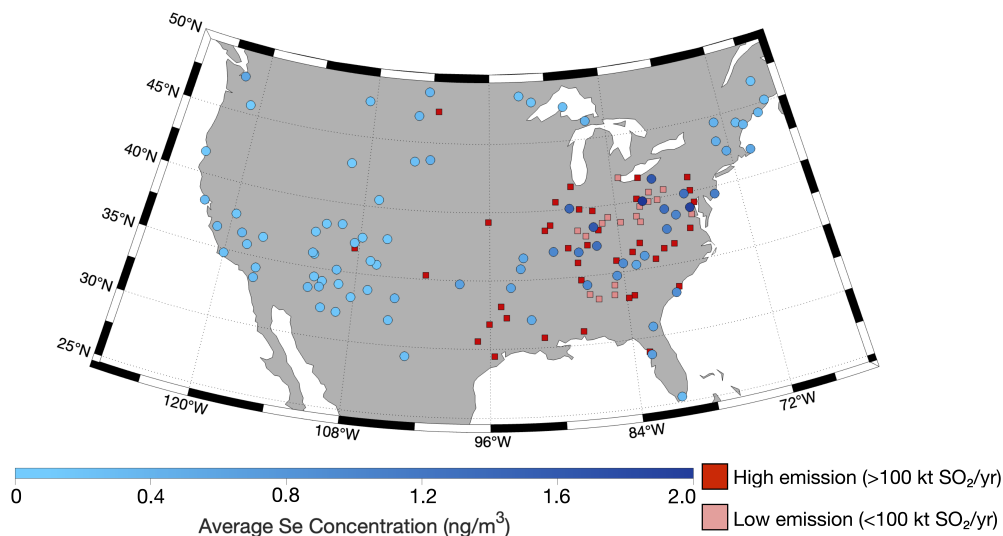 50°N
45°N
40°N
35°N
30°N
25°N
120°W
108°W
96°W
84°W
72°W
0 0.4 0.8 1.2 1.6 2.0
Average Se Concentration (ng/m³)
High emission (>100 kt SO₂/yr)
Low emission (<100 kt SO₂/yr)